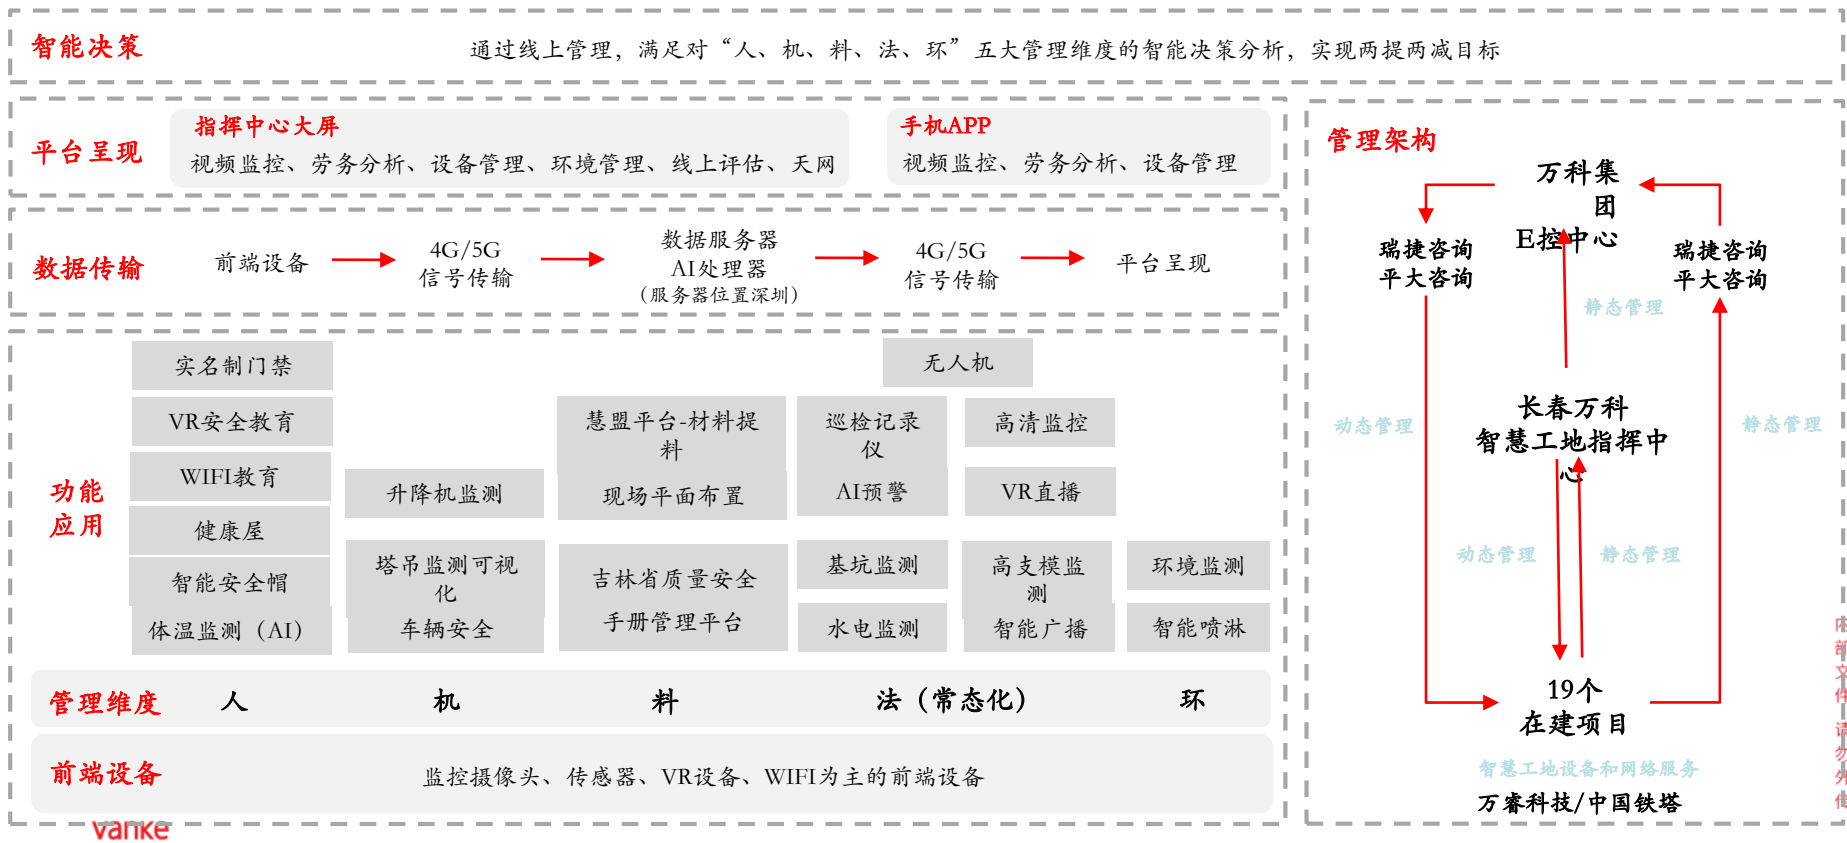 智能决策
通过线上管理，满足对“人、机、料、法、环”五大管理维度的智能决策分析，实现两提两减目标
平台呈现
指挥中心大屏
视频监控、劳务分析、设备管理、环境管理、线上评估、天网
手机APP
视频监控、劳务分析、设备管理
数据传输
前端设备
4G/5G
信号传输
数据服务器
AI处理器
（服务器位置深圳）
4G/5G
信号传输
平台呈现
功能
应用
实名制门禁
VR安全教育
WIFI教育
健康屋
智能安全帽
体温监测（AI）
升降机监测
塔吊监测可视
化
车辆安全
慧盟平台-材料提
料
现场平面布置
吉林省质量安全
手册管理平台
无人机
巡检记录
仪
AI预警
基坑监测
水电监测
高清监控
VR直播
高支模监
测
智能广播
环境监测
智能喷淋
管理维度
人
机
料
法（常态化）
环
前端设备
监控摄像头、传感器、VR设备、WIFI为主的前端设备
vanke
管理架构
万科集
团
E控中心
瑞捷咨询
平大咨询
瑞捷咨询
平大咨询
静态管理
动态管理
静态管理
长春万科
智慧工地指挥中
心
动态管理
静态管理
19个
在建项目
智慧工地设备和网络服务
万睿科技/中国铁塔
内部文件 请勿外传